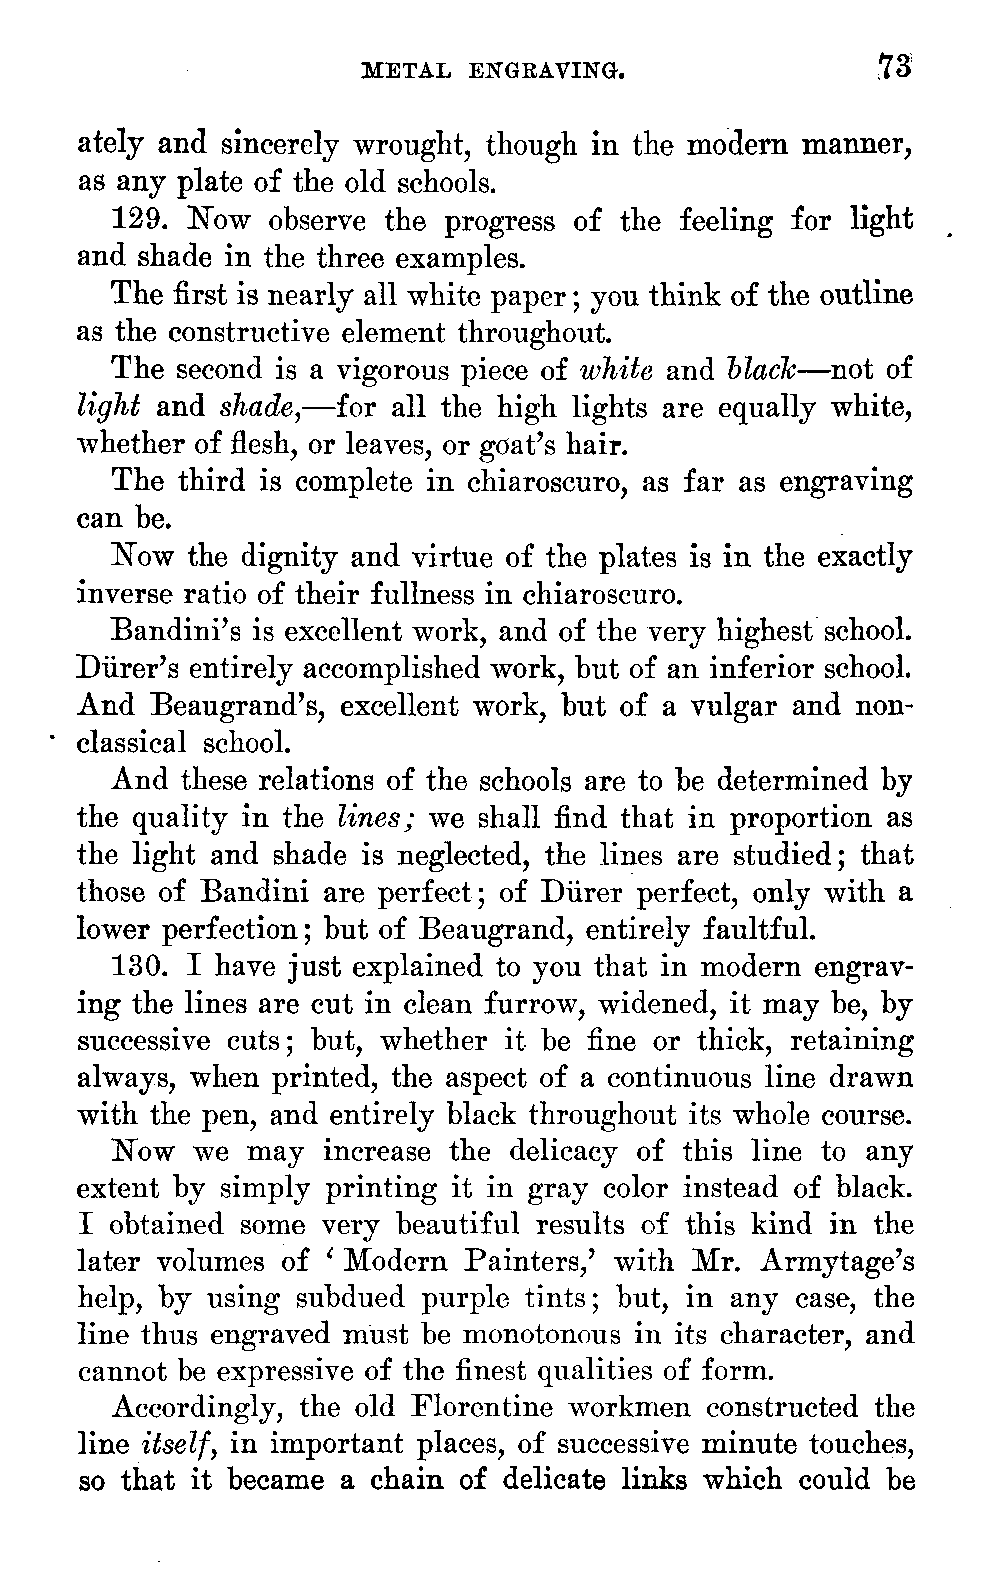 METAL ENGRAVING. 73
ately and sincerely wrought, though in the modern manner,
as any plate of the old schools.
129. Now observe the progress of the feeling for light
and shade in the three examples.
The first is nearly all white paper; you think of the outline
as the constructive element throughout.
The second is a vigorous piece of white and black—not of
light and shade,—for all the high lights are equally white,
whether of flesh, or leaves, or goat's hair.
The third is complete in chiaroscuro, as far as engraving
can be.
Now the dignity and virtue of the plates is in the exactly
inverse ratio of their fullness in chiaroscuro.
Bandini's is excellent work, and of the very highest school.
Dürer's entirely accomplished work, but of an inferior school.
And Beaugrand's, excellent work, but of a vulgar and non-
classical school.
And these relations of the schools are to be determined by
the quality in the lines; we shall find that in proportion as
the light and shade is neglected, the lines are studied; that
those of Bandini are perfect; of Dürer perfect, only with a
lower perfection; but of Beaugrand, entirely faultful.
130. I have just explained to you that in modern engrav-
ing the lines are cut in clean furrow, widened, it may be, by
successive cuts; but, whether it be fine or thick, retaining
always, when printed, the aspect of a continuous line drawn
with the pen, and entirely black throughout its whole course.
Now we may increase the delicacy of this line to any
extent by simply printing it in gray color instead of black.
I obtained some very beautiful results of this kind in the
later volumes of ‘Modern Painters,’ with Mr. Armytage's
help, by using subdued purple tints; but, in any case, the
line thus engraved must be monotonous in its character, and
cannot be expressive of the finest qualities of form.
Accordingly, the old Florentine workmen constructed the
line itself, in important places, of successive minute touches,
so that it became a chain of delicate links which could be